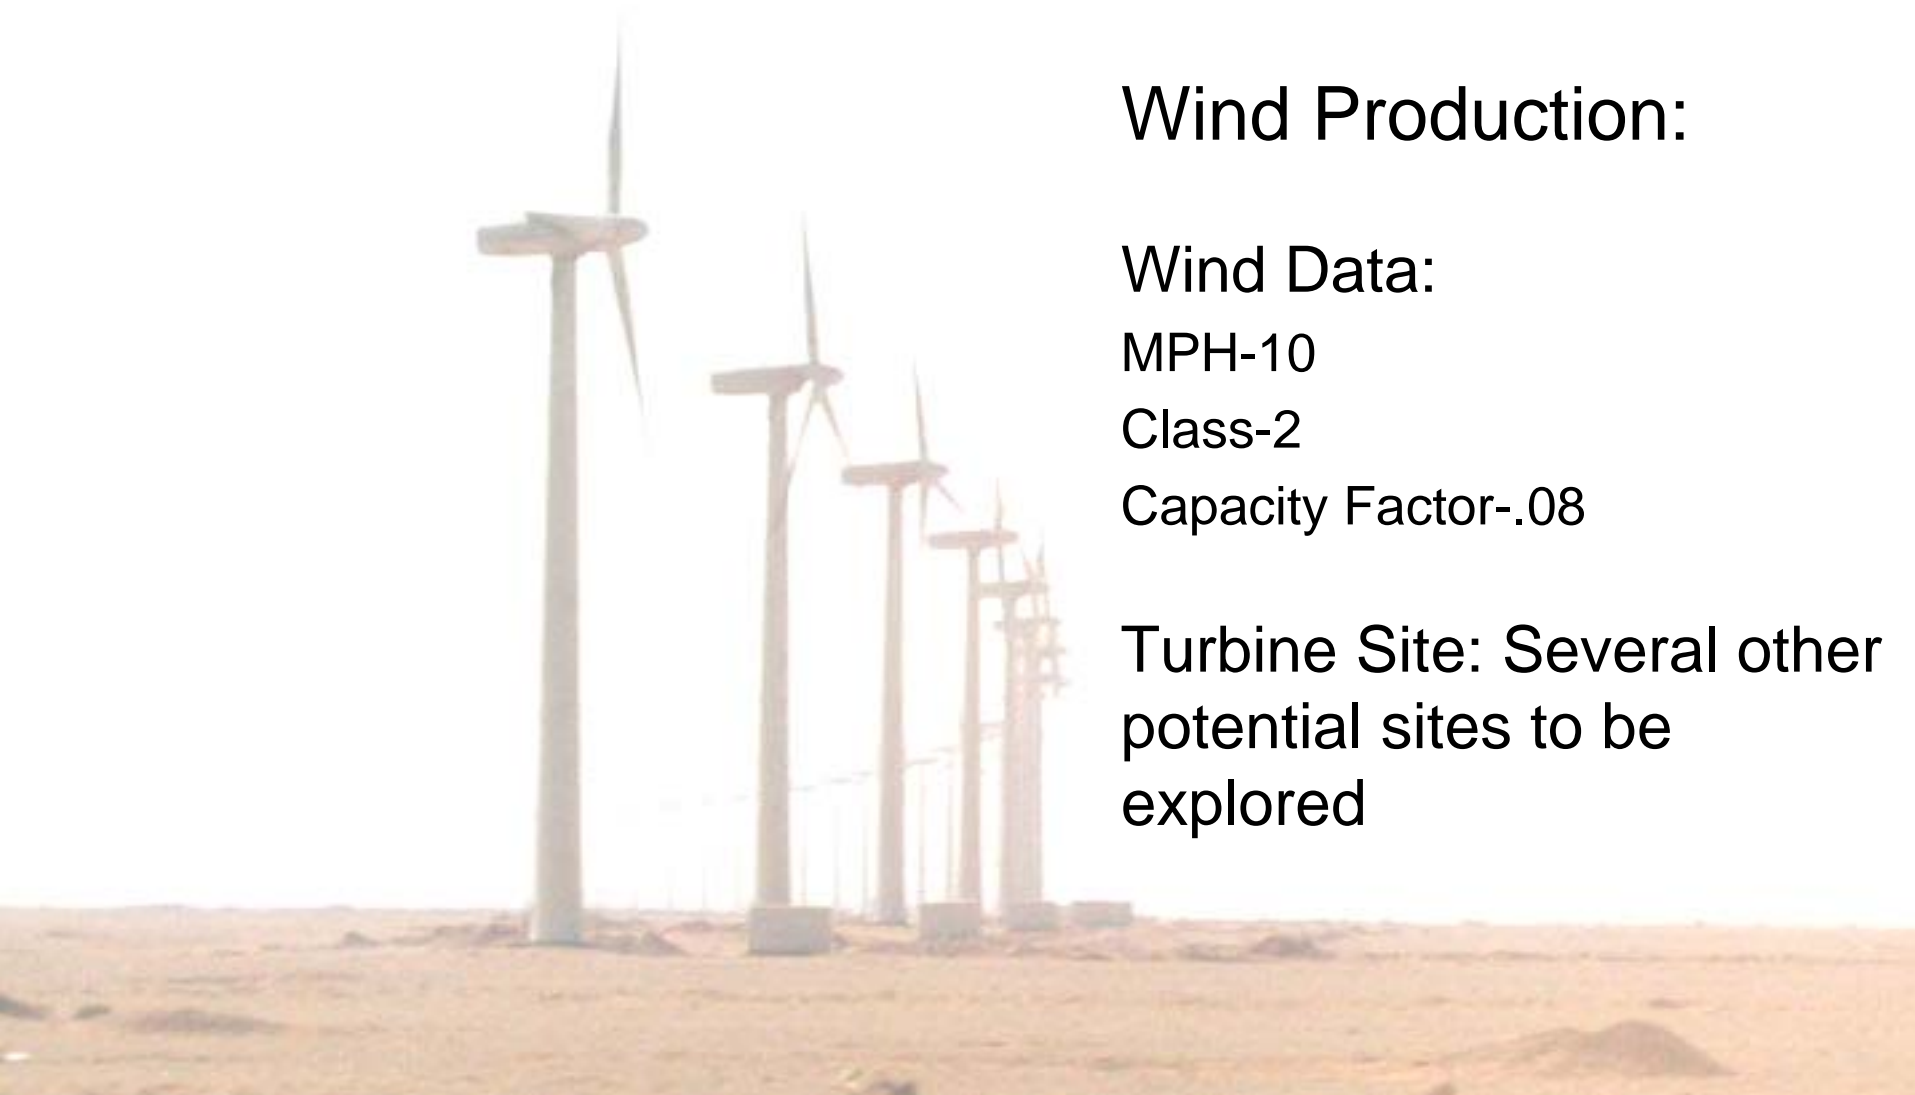 Wind Production:
Wind Data:
MPH-10
Class-2
Capacity Factor-.08
Turbine Site: Several other
potential sites to be
explored